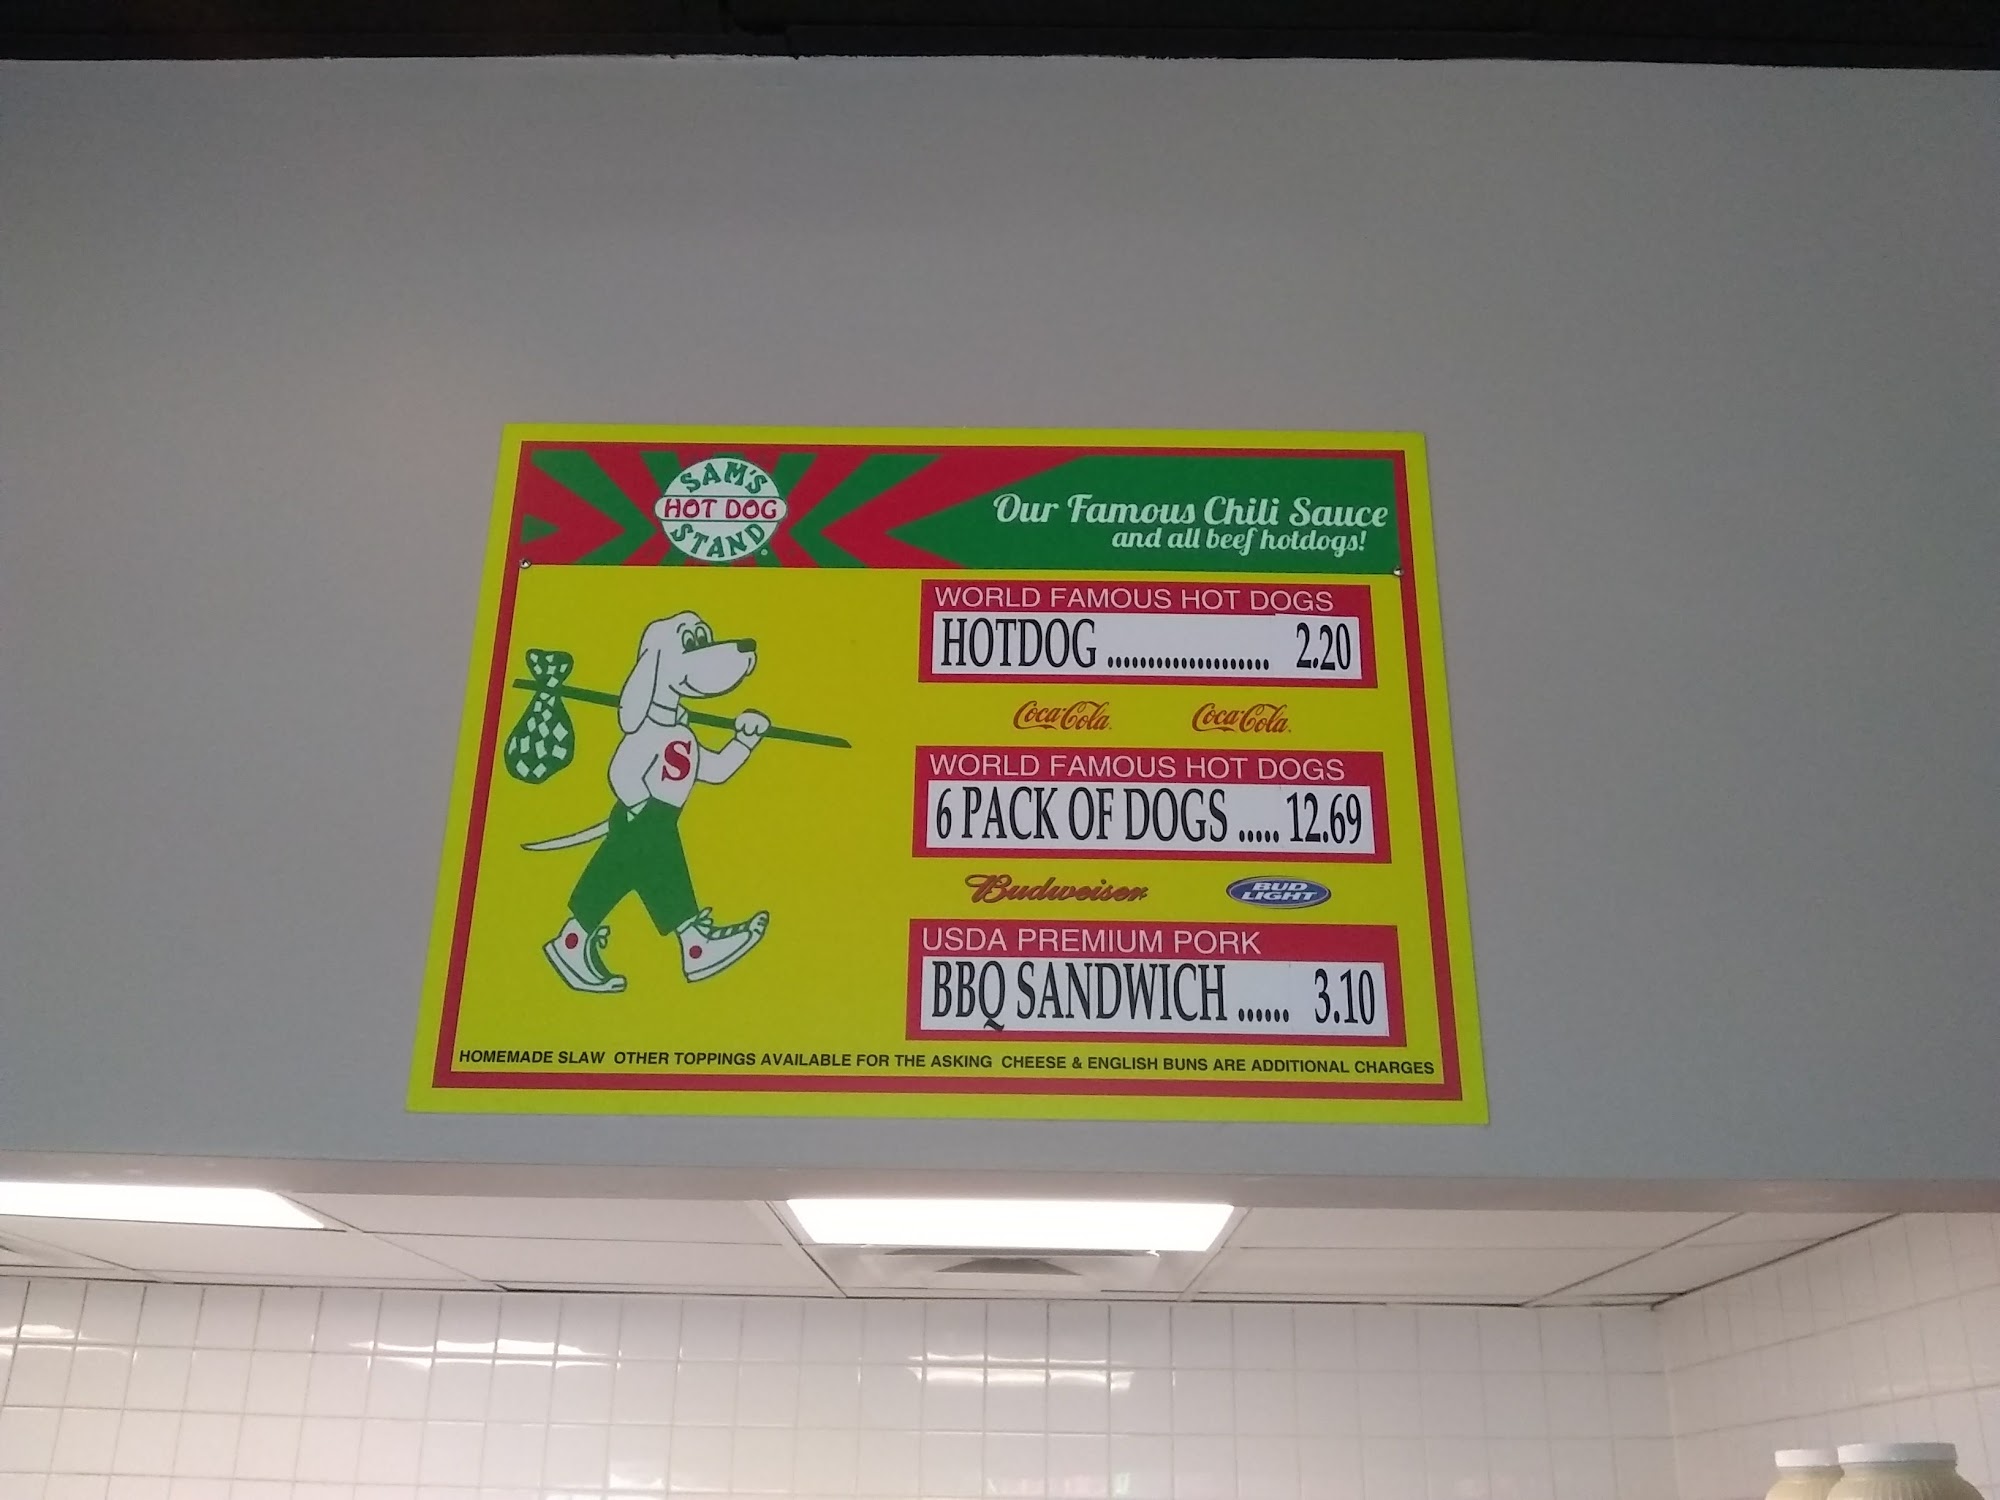 SAM'S
HOT DOG
STAND
Our Famous Chili Sauce
and all beef hotdogs!
WORLD FAMOUS HOT DOGS
HOTDOG .................... 2.20
Coca-Cola Coca-Cola
WORLD FAMOUS HOT DOGS
6 PACK OF DOGS ..... 12.69
Budweiser BUD
LIGHT
USDA PREMIUM PORK
BBQ SANDWICH ...... 3.10
S
HOMEMADE SLAW OTHER TOPPINGS AVAILABLE FOR THE ASKING CHEESE & ENGLISH BUNS ARE ADDITIONAL CHARGES